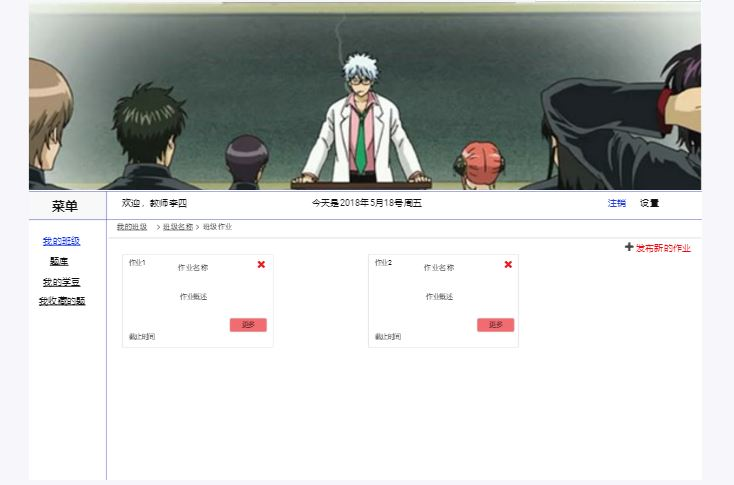 菜单
欢迎，教师李四 今天是2018年5月18号周五 注销 设置
我的班级 > 班级名称 > 班级作业
我的班级
题库
我的学豆
我收藏的题
发布新的作业
作业1
作业名称
作业概述
更多
截止时间
作业2
作业名称
作业概述
更多
截止时间